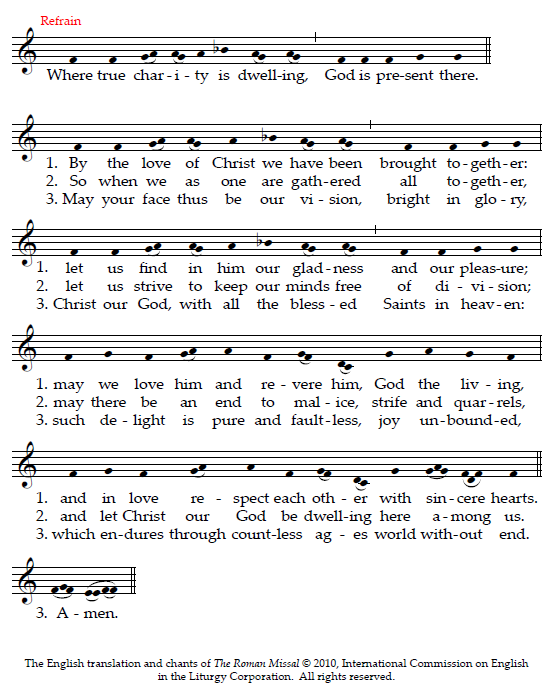 Refrain
Where true char - i - ty is dwell-ing, God is pre-sent there.
1. By the love of Christ we have been brought to-geth-er:
2. So when we as one are gath-ered all to-geth-er,
3. May your face thus be our vi - sion, bright in glo - ry,
1. let us find in him our glad-ness and our pleas-ure;
2. let us strive to keep our minds free of di - vi - sion;
3. Christ our God, with all the bless - ed Saints in heav-en:
1. may we love him and re - vere him, God the liv - ing,
2. may there be an end to mal - ice, strife and quar-rels,
3. such de - light is pure and fault-less, joy un-bound-ed,
1. and in love re - spect each oth - er with sin-cere hearts.
2. and let Christ our God be dwell-ing here a-mong us.
3. which en-dures through count-less ag - es world with-out end.
3. A - men.
The English translation and chants of The Roman Missal © 2010, International Commission on English
in the Liturgy Corporation. All rights reserved.